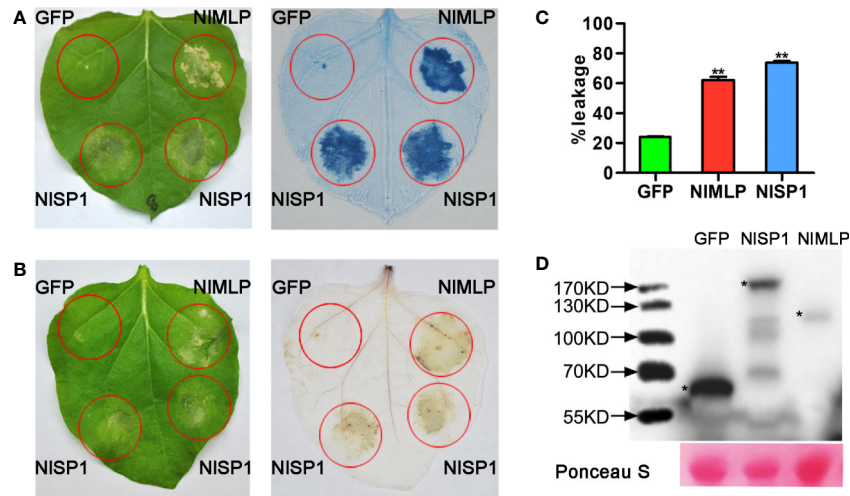 A
GFP
NIMLP
NISP1
NISP1
GFP
NIMLP
NISP1
NISP1
B
GFP
NIMLP
NISP1
NISP1
GFP
NIMLP
NISP1
NISP1
C
% leakage
100
80
60
40
20
0
**
**
GFP
NIMLP
NISP1
D
GFP
NISP1
NIMLP
170KD
130KD
100KD
70KD
55KD
*
*
*
Ponceau S